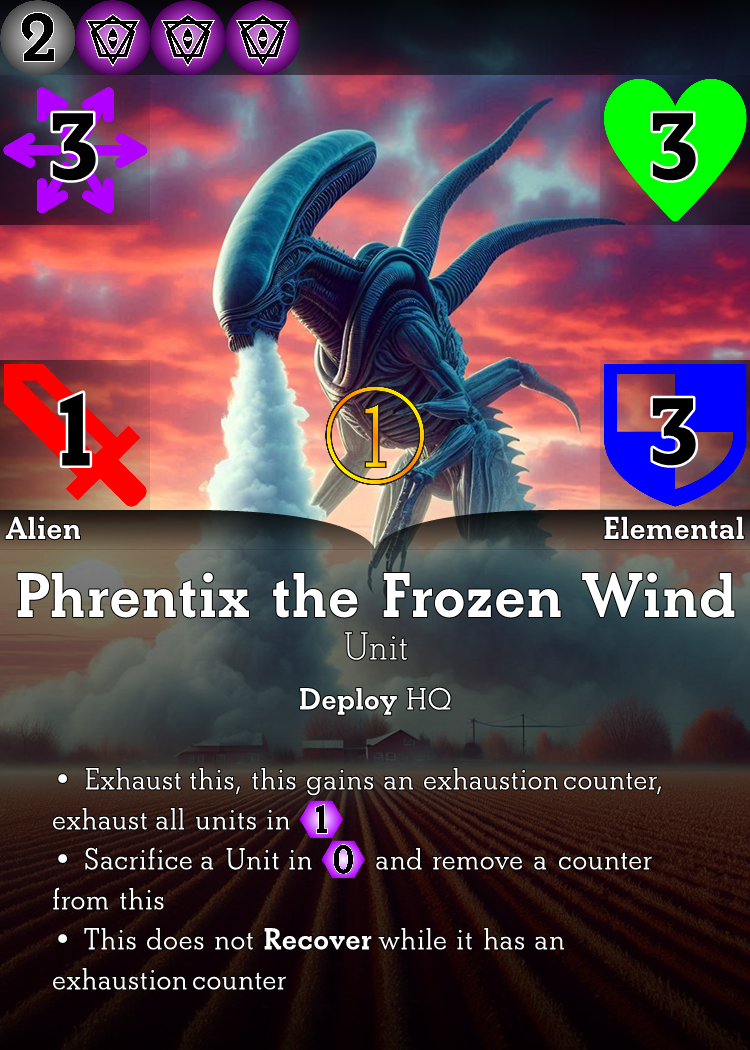 2
3
3
1
1
3
Alien
Elemental
Phrentix the Frozen Wind
Unit
Deploy HQ
• Exhaust this, this gains an exhaustion counter,
exhaust all units in 1
• Sacrifice a Unit in 0 and remove a counter
from this
• This does not Recover while it has an
exhaustion counter